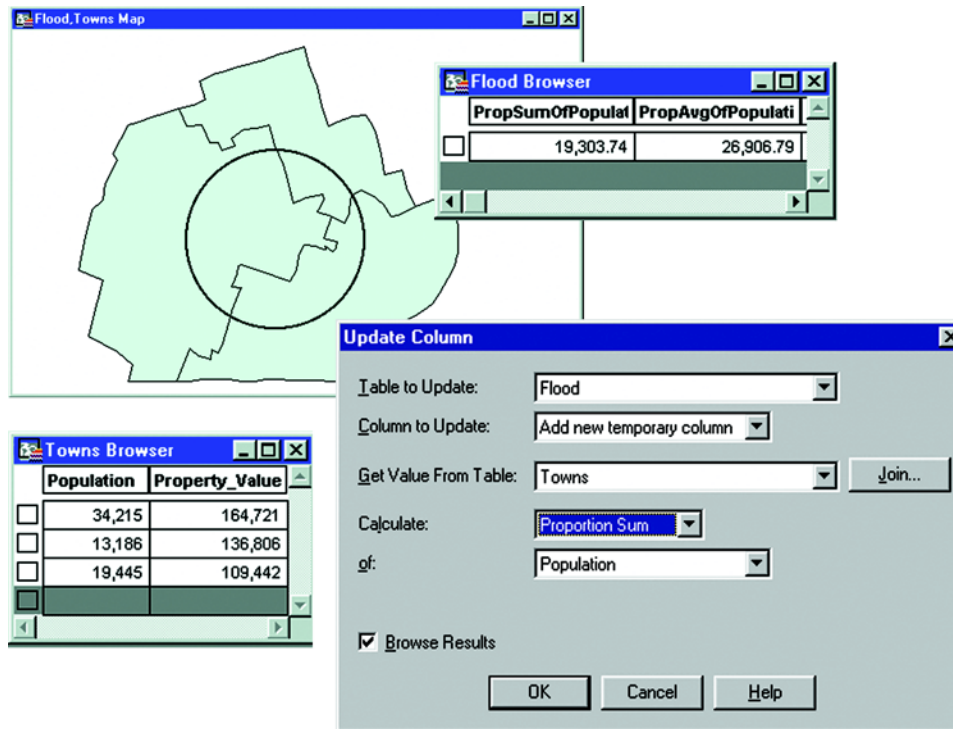 Flood,Towns Map
Flood Browser
PropSumOfPopulat PropAvgOfPopulati
19,303.74 26,906.79
Update Column
Table to Update: Flood
Column to Update: Add new temporary column
Get Value From Table: Towns Join...
Calculate: Proportion Sum
of: Population
Browse Results
OK Cancel Help
Towns Browser
Population Property_Value
34,215 164,721
13,186 136,806
19,445 109,442